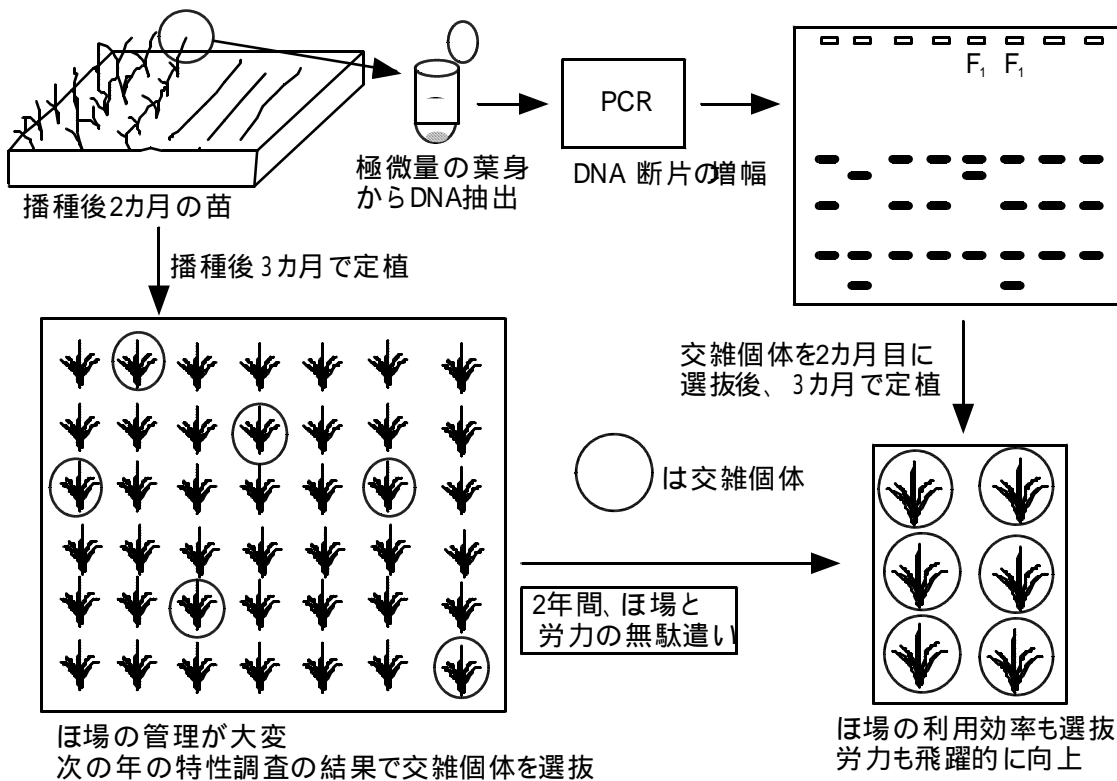 F₁ F₁
PCR
極微量の葉身
からDNA抽出
DNA 断片の増幅
播種後2カ月の苗
播種後3カ月で定植
交雑個体を2カ月目に
選抜後、3カ月で定植
は交雑個体
2年間、ほ場と
労力の無駄遣い
ほ場の管理が大変
次の年の特性調査の結果で交雑個体を選抜
ほ場の利用効率も選抜
労力も飛躍的に向上